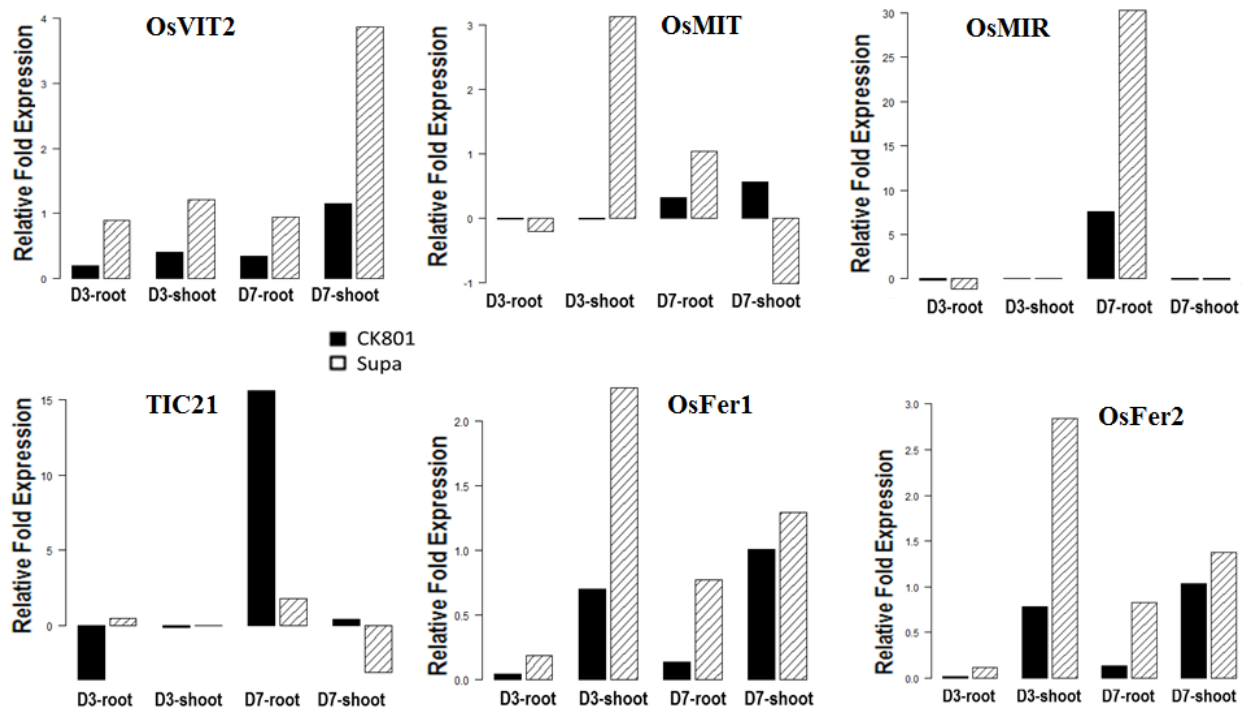 OsVIT2
Relative Fold Expression
4
3
2
1
0
D3-root D3-shoot D7-root D7-shoot
OsMIT
Relative Fold Expression
3
2
1
0
-1
D3-root D3-shoot D7-root D7-shoot
OsMIR
Relative Fold Expression
30
25
20
15
10
5
0
D3-root D3-shoot D7-root D7-shoot
CK801
Supa
TIC21
Relative Fold Expression
15
10
5
0
D3-root D3-shoot D7-root D7-shoot
OsFer1
Relative Fold Expression
2.0
1.5
1.0
0.5
0.0
D3-root D3-shoot D7-root D7-shoot
OsFer2
Relative Fold Expression
3.0
2.5
2.0
1.5
1.0
0.5
0.0
D3-root D3-shoot D7-root D7-shoot